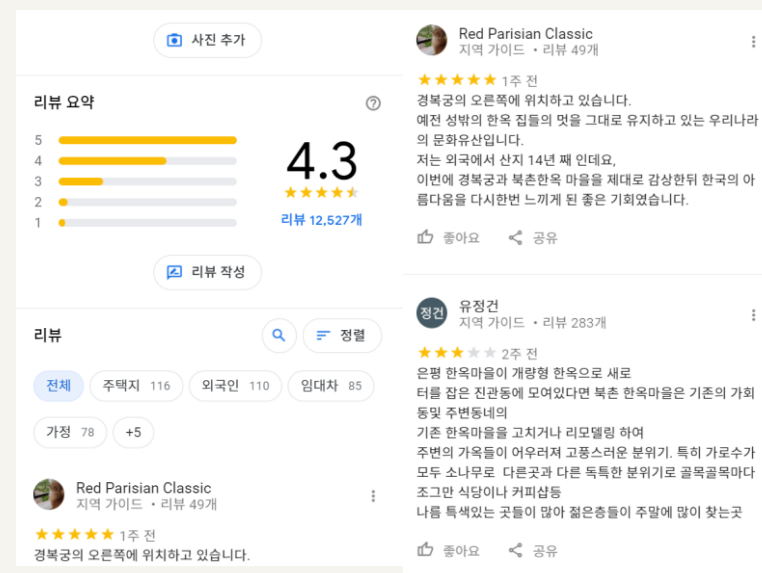 사진 추가
리뷰 요약
5
4
3
2
1
4.3
리뷰 12,527개
리뷰 작성
리뷰
정렬
전체
주택지 116
외국인 110
임대차 85
가정 78
+5
Red Parisian Classic
지역 가이드 • 리뷰 49개
1주 전
경복궁의 오른쪽에 위치하고 있습니다.
Red Parisian Classic
지역 가이드 • 리뷰 49개
1주 전
경복궁의 오른쪽에 위치하고 있습니다.
예전 성밖의 한옥 집들의 멋을 그대로 유지하고 있는 우리나라
의 문화유산입니다.
저는 외국에서 산지 14년 째 인데요,
이번에 경복궁과 북촌한옥 마을을 제대로 감상한뒤 한국의 아
름다움을 다시한번 느끼게 된 좋은 기회였습니다.
좋아요 공유
정건
유정건
지역 가이드 • 리뷰 283개
2주 전
은평 한옥마을이 개량형 한옥으로 새로
터를 잡은 진관동에 모여있다면 북촌 한옥마을은 기존의 가회
동및 주변동네의
기존 한옥마을을 고치거나 리모델링 하여
주변의 가옥들이 어우러져 고풍스러운 분위기. 특히 가로수가
모두 소나무로 다른곳과 다른 독특한 분위기로 골목골목마다
조그만 식당이나 커피샵등
나름 특색있는 곳들이 많아 젊은층들이 주말에 많이 찾는곳
좋아요 공유